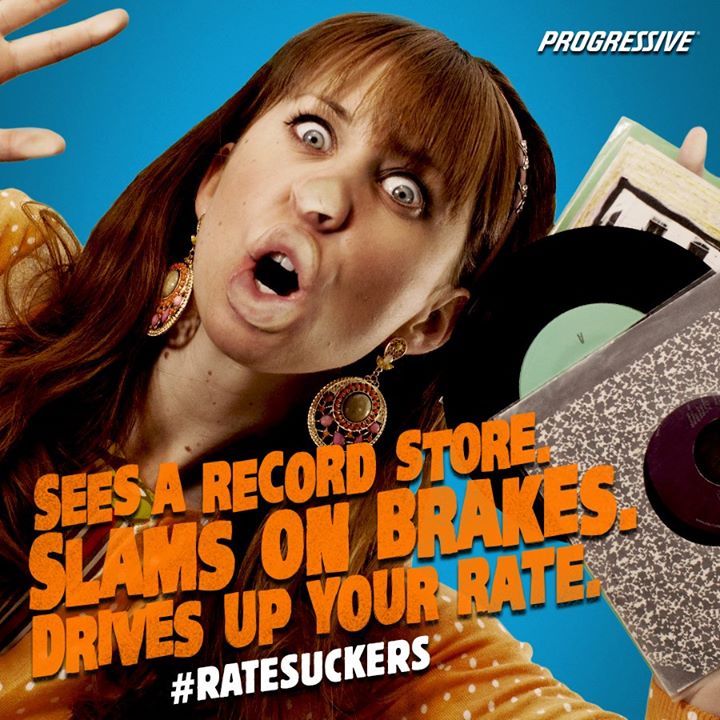 PROGRESSIVE
SEES A RECORD STORE.
SLAMS ON BRAKES.
DRIVES UP YOUR RATE.
#RATESUCKERS